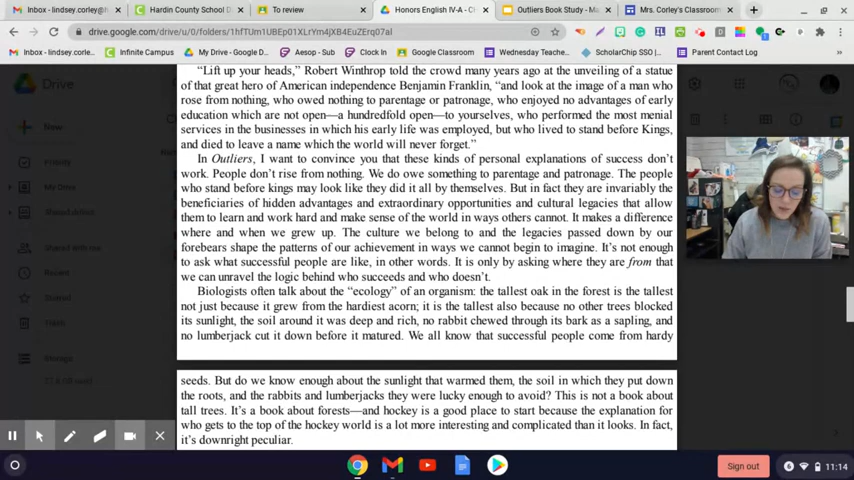 Inbox - lindsey.corley@
Hardin County School D
To review
Honors English IV-A - C
Outliers Book Study - Ma
Mrs. Corley's Classroom
drive.google.com/drive/u/0/folders/1hfTUm1UBEp01XLrYm1jXB4EuZErq07al
Inbox - lindsey.corle...
Infinite Campus
My Drive - Google D...
Aesop - Sub
Clock In
Google Classroom
Wednesday Teache...
ScholarChip SSO [...
Parent Contact Log
Drive
New
Priority
My Drive
Shared drives
Shared with me
Recent
Starred
Trash
Storage
“Lift up your heads,” Robert Winthrop told the crowd many years ago at the unveiling of a statue
of that great hero of American independence Benjamin Franklin, “and look at the image of a man who
rose from nothing, who owed nothing to parentage or patronage, who enjoyed no advantages of early
education which are not open—a hundredfold open—to yourselves, who performed the most menial
services in the businesses in which his early life was employed, but who lived to stand before Kings,
and died to leave a name which the world will never forget.”
In Outliers, I want to convince you that these kinds of personal explanations of success don’t
work. People don’t rise from nothing. We do owe something to parentage and patronage. The people
who stand before kings may look like they did it all by themselves. But in fact they are invariably the
beneficiaries of hidden advantages and extraordinary opportunities and cultural legacies that allow
them to learn and work hard and make sense of the world in ways others cannot. It makes a difference
where and when we grew up. The culture we belong to and the legacies passed down by our
forebears shape the patterns of our achievement in ways we cannot begin to imagine. It’s not enough
to ask what successful people are like, in other words. It is only by asking where they are from that
we can unravel the logic behind who succeeds and who doesn’t.
Biologists often talk about the “ecology” of an organism: the tallest oak in the forest is the tallest
not just because it grew from the hardiest acorn; it is the tallest also because no other trees blocked
its sunlight, the soil around it was deep and rich, no rabbit chewed through its bark as a sapling, and
no lumberjack cut it down before it matured. We all know that successful people come from hardy
seeds. But do we know enough about the sunlight that warmed them, the soil in which they put down
the roots, and the rabbits and lumberjacks they were lucky enough to avoid? This is not a book about
tall trees. It’s a book about forests—and hockey is a good place to start because the explanation for
who gets to the top of the hockey world is a lot more interesting and complicated than it looks. In fact,
it’s downright peculiar.
Sign out
11:14